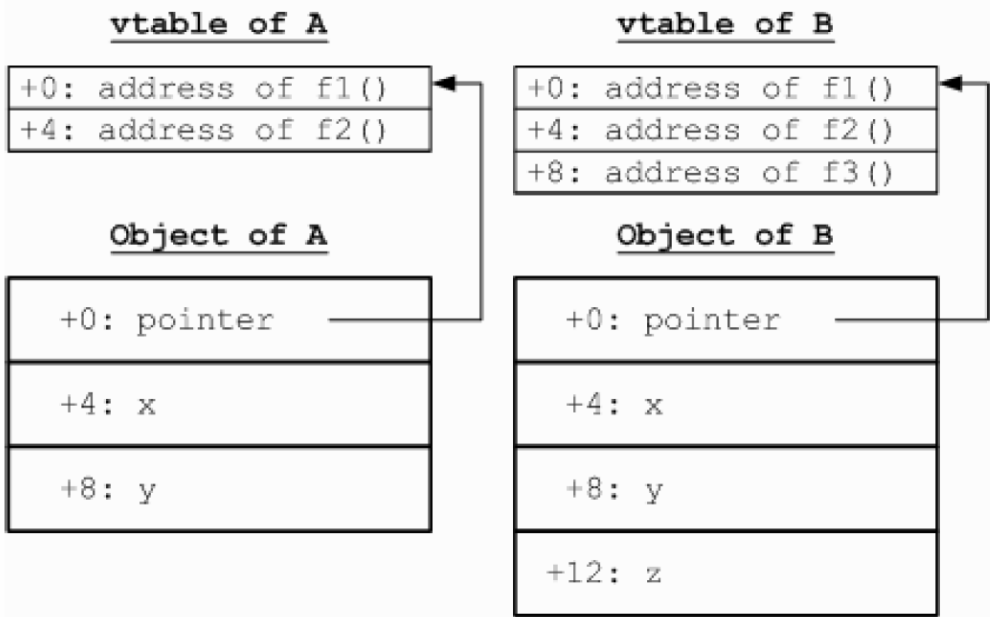 vtable of A
+0: address of f1()
+4: address of f2()
Object of A
+0: pointer
+4: x
+8: y
vtable of B
+0: address of f1()
+4: address of f2()
+8: address of f3()
Object of B
+0: pointer
+4: x
+8: y
+12: z